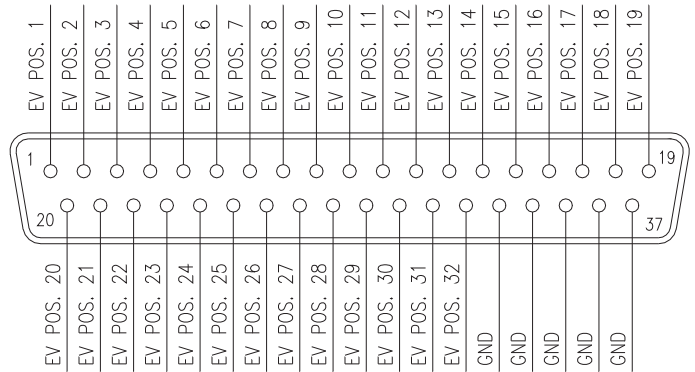 EV POS. 1
EV POS. 2
EV POS. 3
EV POS. 4
EV POS. 5
EV POS. 6
EV POS. 7
EV POS. 8
EV POS. 9
EV POS. 10
EV POS. 11
EV POS. 12
EV POS. 13
EV POS. 14
EV POS. 15
EV POS. 16
EV POS. 17
EV POS. 18
EV POS. 19
1
19
20
37
EV POS. 20
EV POS. 21
EV POS. 22
EV POS. 23
EV POS. 24
EV POS. 25
EV POS. 26
EV POS. 27
EV POS. 28
EV POS. 29
EV POS. 30
EV POS. 31
EV POS. 32
GND
GND
GND
GND
GND